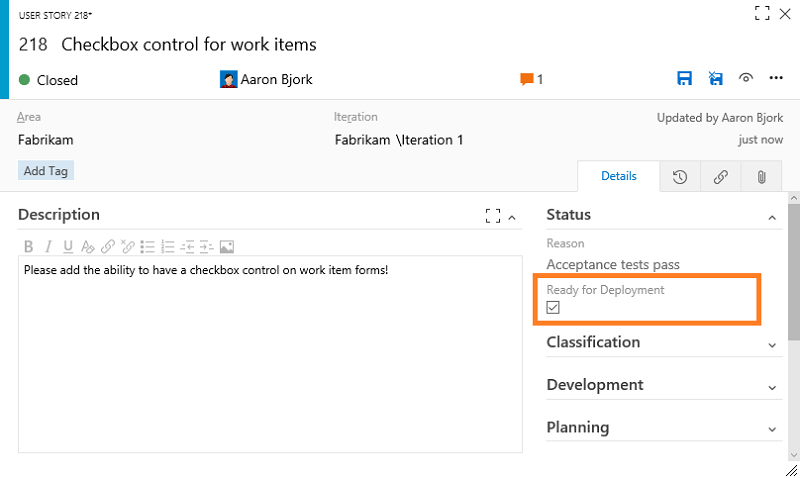 USER STORY 218*
218 Checkbox control for work items
Closed
Aaron Bjork
1
Area
Iteration
Updated by Aaron Bjork
Fabrikam
Fabrikam \Iteration 1
just now
Add Tag
Details
Description
Status
Reason
B I U
Acceptance tests pass
Please add the ability to have a checkbox control on work item forms!
Ready for Deployment
Classification
Development
Planning